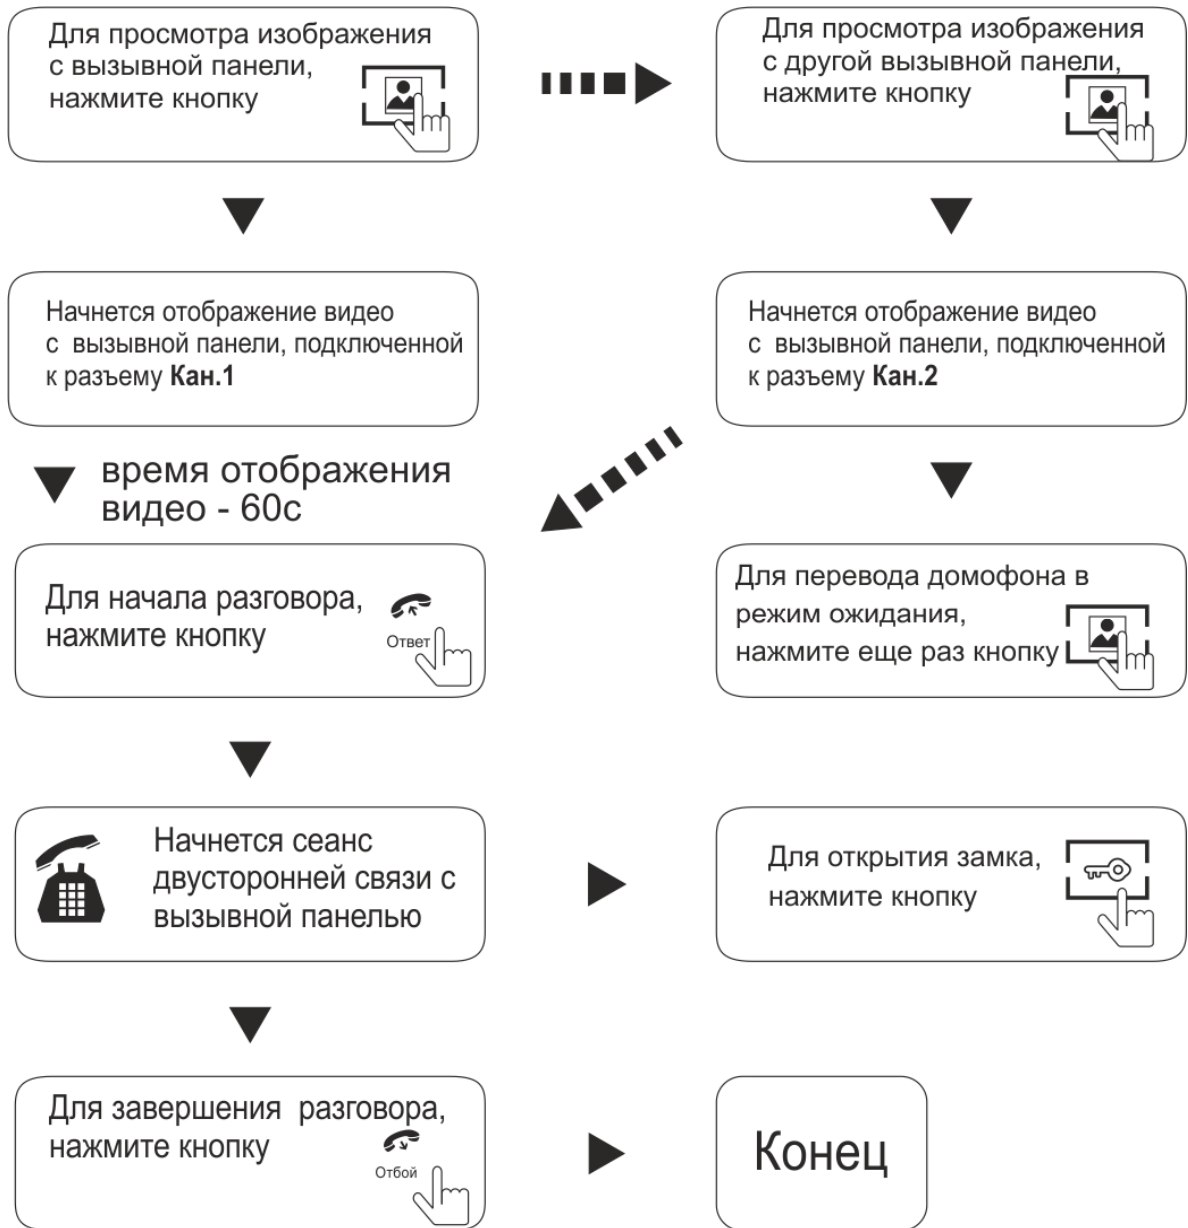 Для просмотра изображения
с вызывной панели,
нажмите кнопку
Для просмотра изображения
с другой вызывной панели,
нажмите кнопку
Начнется отображение видео
с вызывной панели, подключенной
к разъему Кан.1
Начнется отображение видео
с вызывной панели, подключенной
к разъему Кан.2
время отображения
видео - 60с
Для начала разговора,
нажмите кнопку
Ответ
Для перевода домофона в
режим ожидания,
нажмите еще раз кнопку
Начнется сеанс
двусторонней связи с
вызывной панелью
Для открытия замка,
нажмите кнопку
Для завершения разговора,
нажмите кнопку
Отбой
Конец